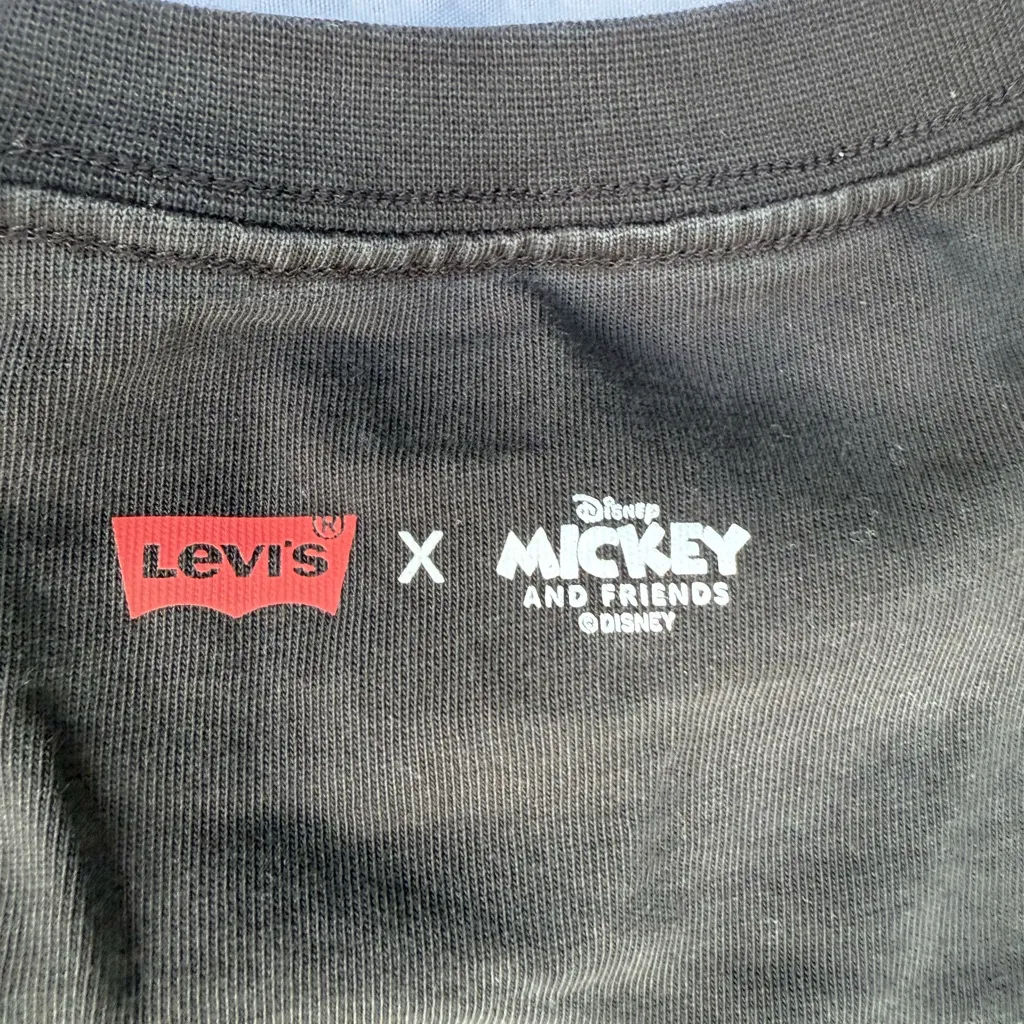 LEVI'S® X
DISNEY
MICKEY
AND FRIENDS
©DISNEY